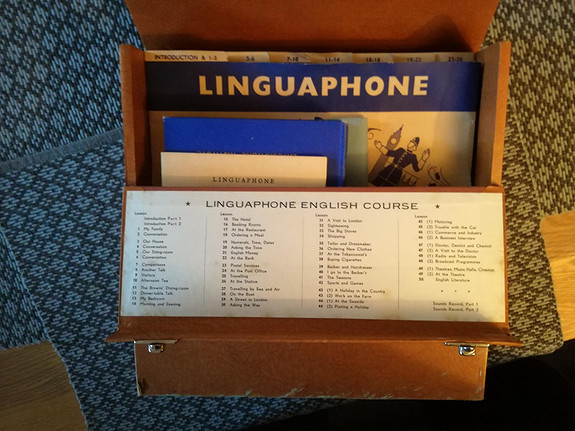 INTRODUCTION & 1-2 3-6 7-10 11-14 15-18 19-22 23-26
LINGUAPHONE
LINGUAPHONE
★ LINGUAPHONE ENGLISH COURSE ★
Lesson
Introduction Part 1
Introduction Part 2
1 My Family
2 Conversation
3 Our House
4 Conversation
5 Our Dining-room
6 Conversation
7 Comparisons
8 Another Talk
9 Visiting
10 Afternoon Tea
11 The Browns' Dining-room
12 Dinner-table Talk
13 My Bedroom
14 Morning and Evening
Lesson
15 The Hotel
16 Booking Rooms
17 At the Restaurant
18 Ordering a Meal
19 Numerals, Time, Dates
20 Asking the Time
21 English Money
22 At the Bank
23 Postal Services
24 At the Post Office
25 Travelling
26 At the Station
27 Travelling by Sea and Air
28 On the Boat
29 A Street in London
30 Asking the Way
Lesson
31 A Visit to London
32 Sightseeing
33 The Big Stores
34 Shopping
35 Tailor and Dressmaker
36 Ordering New Clothes
37 At the Tobacconist's
38 Buying Cigarettes
39 Barber and Hairdresser
40 I go to the Barber's
41 The Seasons
42 Sports and Games
43 (1) A Holiday in the Country
43 (2) Work on the Farm
44 (1) At the Seaside
44 (2) Planning a Holiday
Lesson
45 (1) Motoring
45 (2) Trouble with the Car
46 (1) Commerce and Industry
46 (2) A Business Interview
47 (1) Doctor, Dentist and Chemist
47 (2) A Visit to the Doctor
48 (1) Radio and Television
48 (2) Broadcast Programmes
49 (1) Theatres, Music Halls, Cinemas
49 (2) At the Theatre
50 English Literature
Sounds Record, Part 1
Sounds Record, Part 2